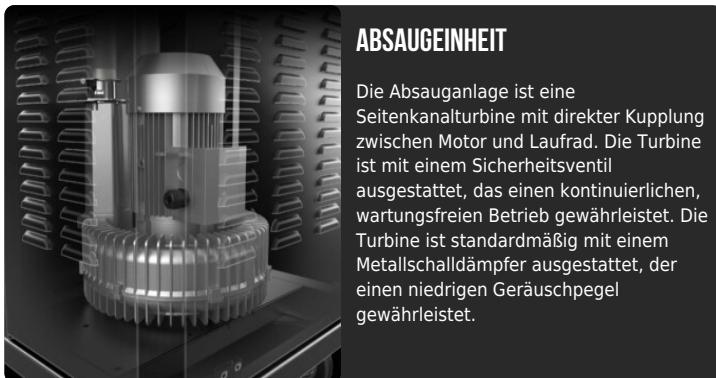 ABSAUGEINHEIT
Die Absauganlage ist eine
Seitenkanalturbine mit direkter Kupplung
zwischen Motor und Laufrad. Die Turbine
ist mit einem Sicherheitsventil
ausgestattet, das einen kontinuierlichen,
wartungsfreien Betrieb gewährleistet. Die
Turbine ist standardmäßig mit einem
Metallschalldämpfer ausgestattet, der
einen niedrigen Geräuschpegel
gewährleistet.